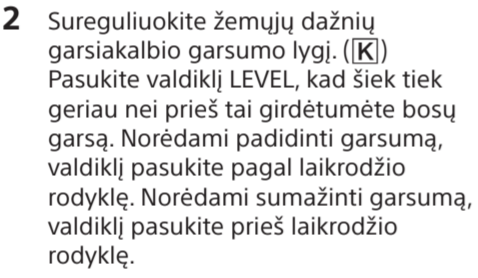 2 Sureguliuokite žemųjų dažnių
garsiakalbio garsumo lygį. (K)
Pasukite valdiklį LEVEL, kad šiek tiek
geriau nei prieš tai girdėtumėte bosų
garsą. Norėdami padidinti garsumą,
valdiklį pasukite pagal laikrodžio
rodyklę. Norėdami sumažinti garsumą,
valdiklį pasukite prieš laikrodžio
rodyklę.